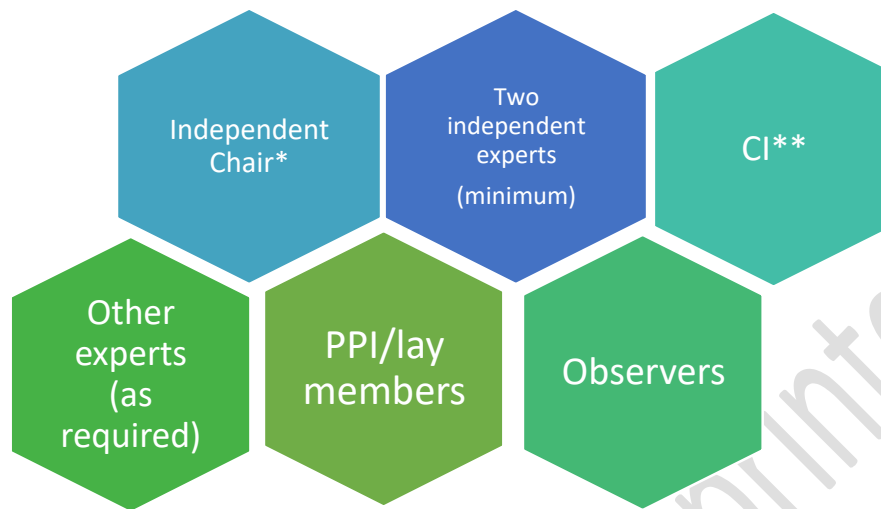 Independent
Chair*
Two
independent
experts
(minimum)
CI**
Other
experts
(as
required)
PPI/lay
members
Observers